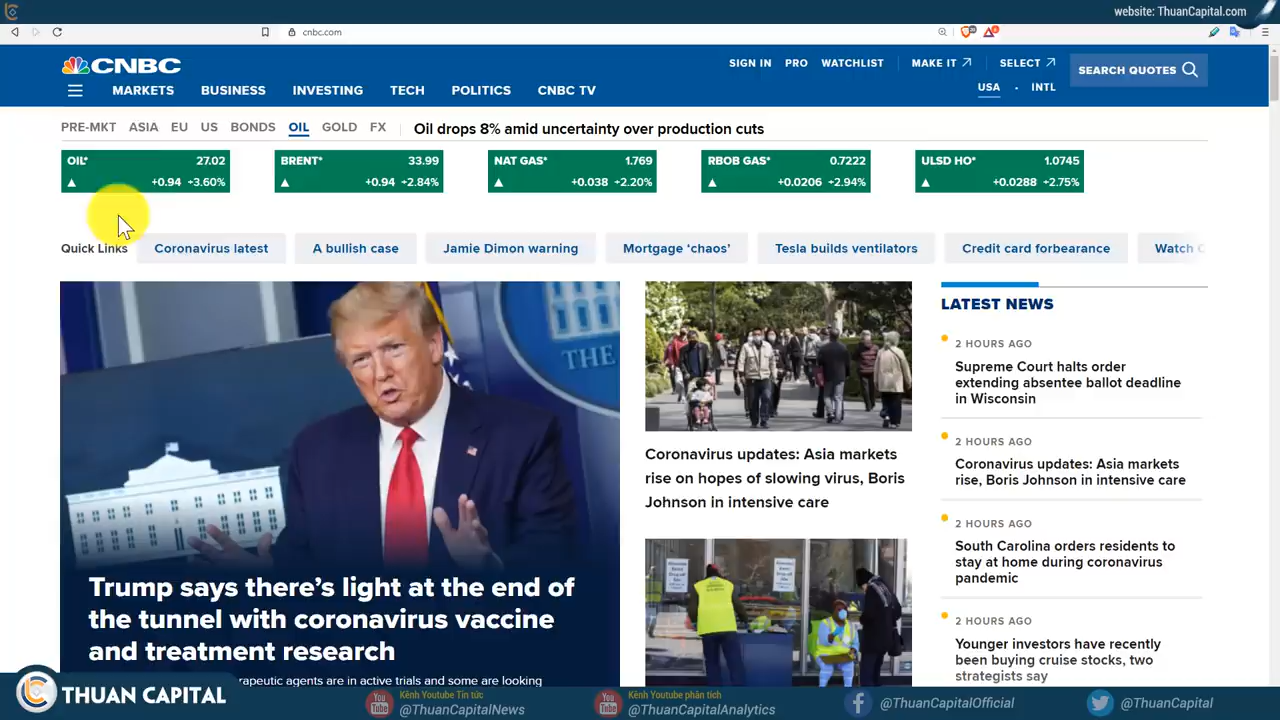 website: ThuanCapital.com
cnbc.com
CNBC
SIGN IN PRO WATCHLIST MAKE IT SELECT
SEARCH QUOTES
USA · INTL
MARKETS BUSINESS INVESTING TECH POLITICS CNBC TV
PRE-MKT ASIA EU US BONDS OIL GOLD FX
Oil drops 8% amid uncertainty over production cuts
OIL* 27.02
+0.94 +3.60%
BRENT* 33.99
+0.94 +2.84%
NAT GAS* 1.769
+0.038 +2.20%
RBOB GAS* 0.7222
+0.0206 +2.94%
ULSD HO* 1.0745
+0.0288 +2.75%
Quick Links
Coronavirus latest
A bullish case
Jamie Dimon warning
Mortgage ‘chaos’
Tesla builds ventilators
Credit card forbearance
Watch
THE
Trump says there’s light at the end of
the tunnel with coronavirus vaccine
and treatment research
rapeutic agents are in active trials and some are looking
Coronavirus updates: Asia markets
rise on hopes of slowing virus, Boris
Johnson in intensive care
LATEST NEWS
2 HOURS AGO
Supreme Court halts order
extending absentee ballot deadline
in Wisconsin
2 HOURS AGO
Coronavirus updates: Asia markets
rise, Boris Johnson in intensive care
2 HOURS AGO
South Carolina orders residents to
stay at home during coronavirus
pandemic
2 HOURS AGO
Younger investors have recently
been buying cruise stocks, two
strategists say
THUAN CAPITAL
Kênh Youtube Tin tức
@ThuanCapitalNews
Kênh Youtube phân tích
@ThuanCapitalAnalytics
@ThuanCapitalOfficial
@ThuanCapital